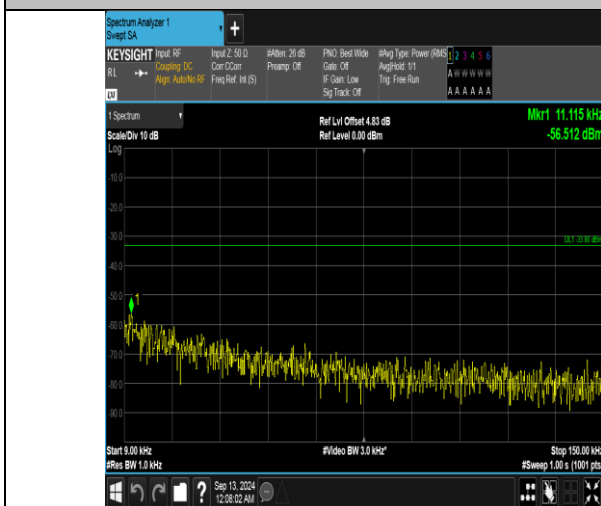 Spectrum Analyzer 1
Swept SA
+
KEYSIGHT Input: RF Input Z: 50 Ω #Atten: 26 dB PNO: Best Wide #Avg Type: Power (RMS 1 2 3 4 5 6
RL Coupling: DC Corr CCorr Preamp: Off Gate: Off Avg|Hold: 1/1 A W W W W W
Align: Auto/No RF Freq Ref: Int (S) IF Gain: Low Trig: Free Run
Sig Track: Off A A A A A A
LXI
1 Spectrum Ref Lvl Offset 4.83 dB Mkr1 11.115 kHz
Scale/Div 10 dB Ref Level 0.00 dBm -56.512 dBm
Log
-10.0
-20.0
-30.0
DL1 -33.00 dBm
-40.0
-50.0
1
-60.0
-70.0
-80.0
-90.0
Start 9.00 kHz #Video BW 3.0 kHz* Stop 150.00 kHz
#Res BW 1.0 kHz #Sweep 1.00 s (1001 pts
? Sep 13, 2024
12:08:02 AM